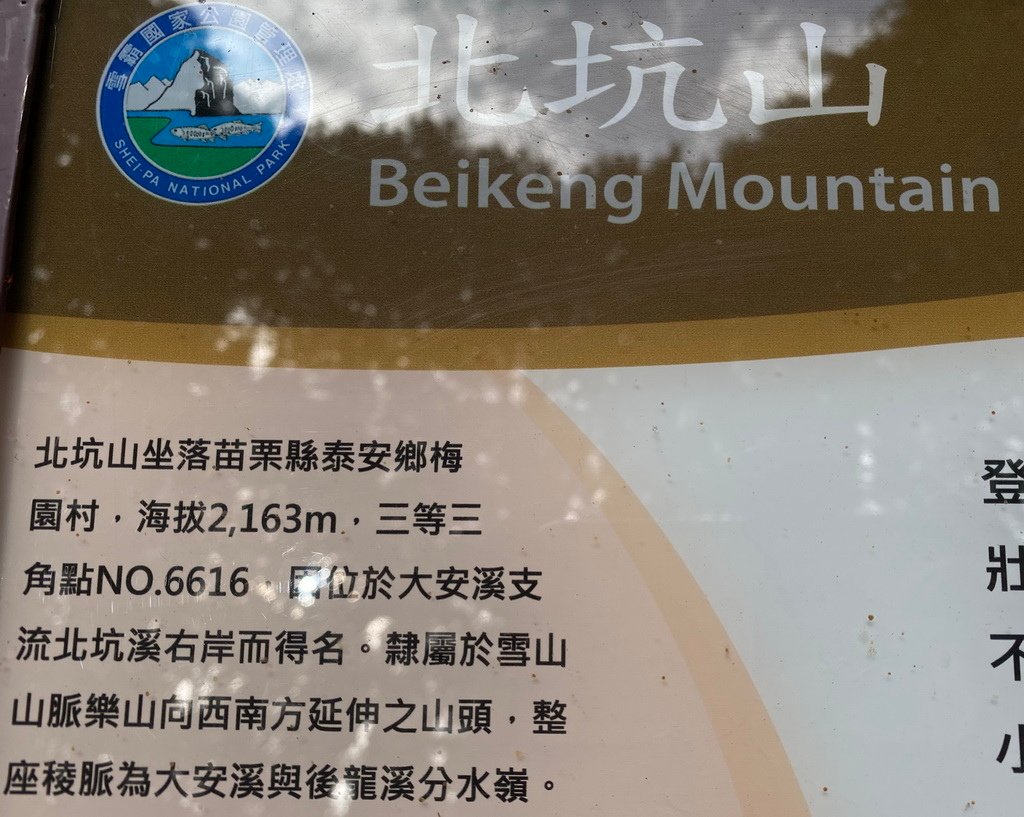 雪霸國家公園管理處
SHEI-PA NATIONAL PARK
北坑山
Beikeng Mountain
北坑山坐落苗栗縣泰安鄉梅
園村，海拔2,163m，三等三
角點NO.6616，因位於大安溪支
流北坑溪右岸而得名。隸屬於雪山
山脈樂山向西南方延伸之山頭，整
座稜脈為大安溪與後龍溪分水嶺。
登
壯
不
小